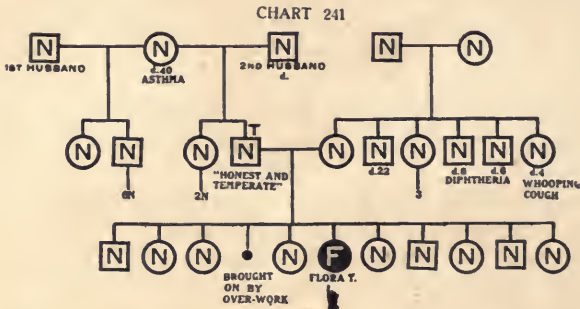 CHART 241
N N N N N
1ST HUSBAND d.40 ASTHMA 2ND HUSBAND d.
T
N N N N N N N N N N
"HONEST AND TEMPERATE" d.22 d.8 DIPHTHERIA d.6 d.4 WHOOPING COUGH
6N 2N 3
N N N N F N N N N N
BROUGHT ON BY OVER-WORK FLORA T.